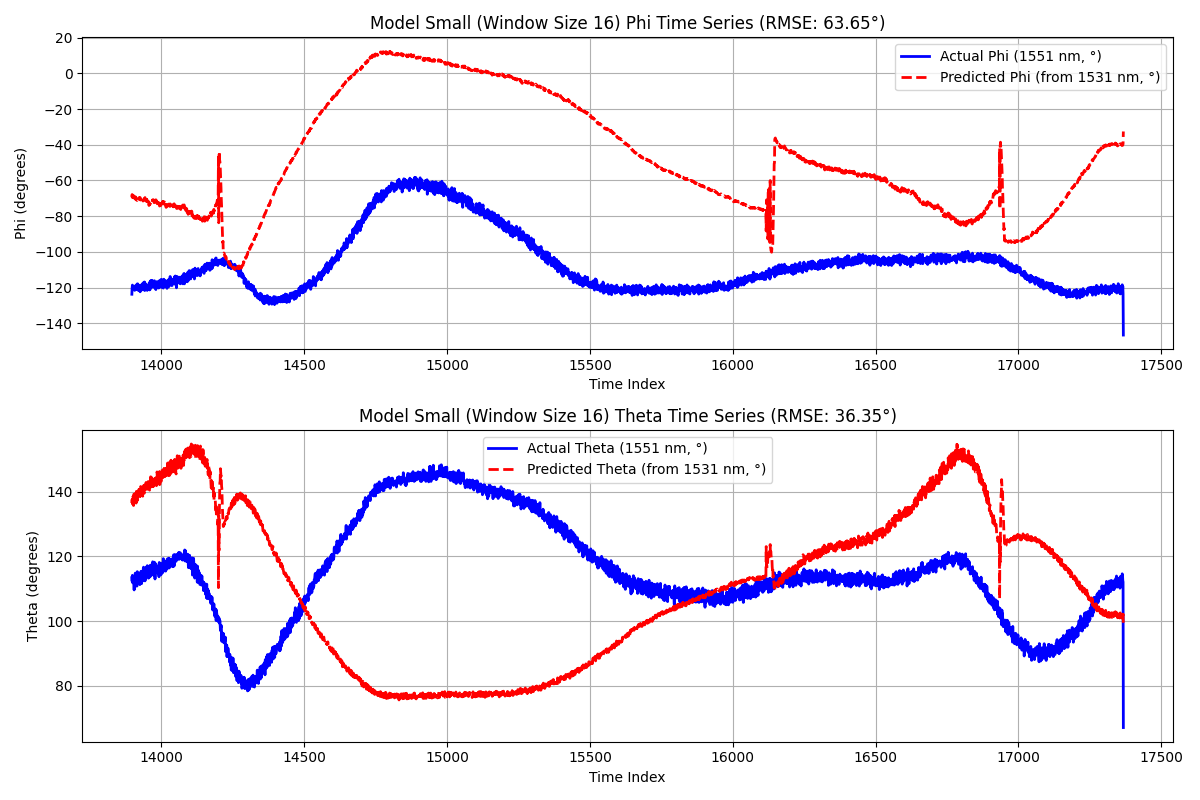 Model Small (Window Size 16) Phi Time Series (RMSE: 63.65°)
20
0
−20
−40
−60
−80
−100
−120
−140
Phi (degrees)
Actual Phi (1551 nm, °)
Predicted Phi (from 1531 nm, °)
14000 14500 15000 15500 16000 16500 17000 17500
Time Index
Model Small (Window Size 16) Theta Time Series (RMSE: 36.35°)
140
120
100
80
Theta (degrees)
Actual Theta (1551 nm, °)
Predicted Theta (from 1531 nm, °)
14000 14500 15000 15500 16000 16500 17000 17500
Time Index